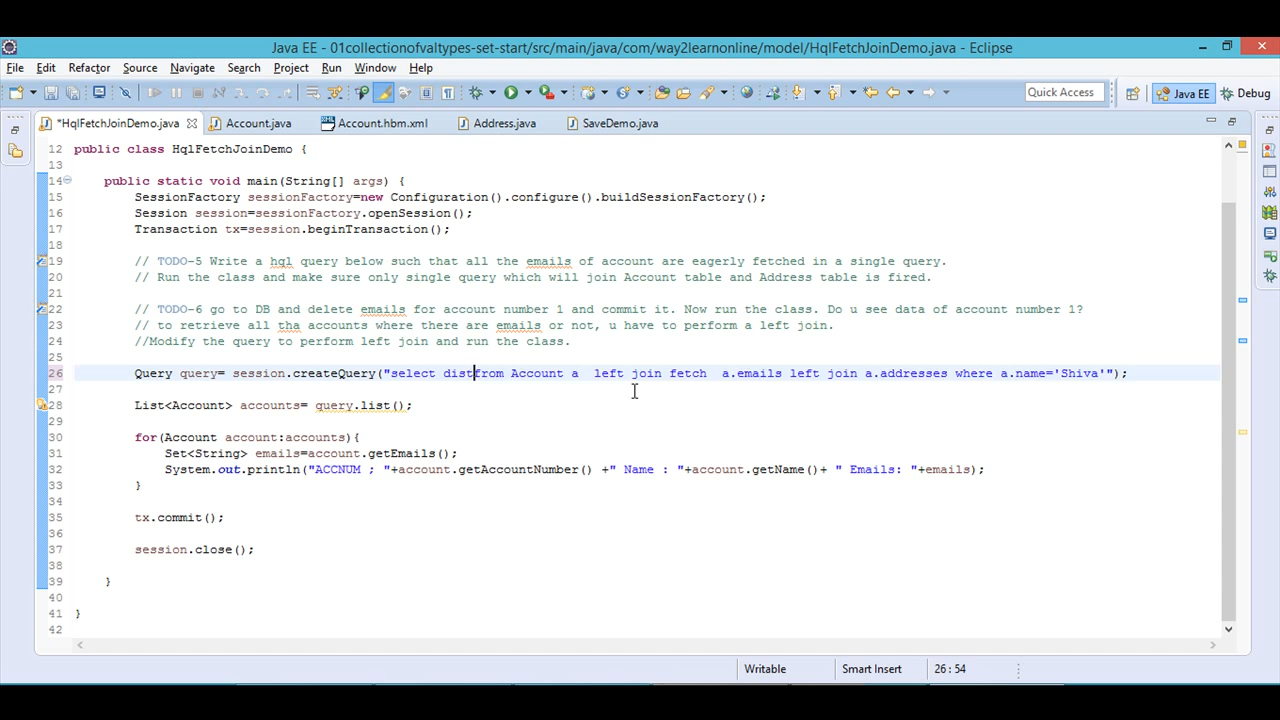 Java EE - 01collectionofvaltypes-set-start/src/main/java/com/way2learnonline/model/HqlFetchJoinDemo.java - Eclipse
File Edit Refactor Source Navigate Search Project Run Window Help
Quick Access Java EE Debug
*HqlFetchJoinDemo.java Account.java Account.hbm.xml Address.java SaveDemo.java
12 public class HqlFetchJoinDemo {
13
14 public static void main(String[] args) {
15 SessionFactory sessionFactory=new Configuration().configure().buildSessionFactory();
16 Session session=sessionFactory.openSession();
17 Transaction tx=session.beginTransaction();
18
19 // TODO-5 Write a hql query below such that all the emails of account are eagerly fetched in a single query.
20 // Run the class and make sure only single query which will join Account table and Address table is fired.
21
22 // TODO-6 go to DB and delete emails for account number 1 and commit it. Now run the class. Do u see data of account number 1?
23 // to retrieve all tha accounts where there are emails or not, u have to perform a left join.
24 //Modify the query to perform left join and run the class.
25
26 Query query= session.createQuery("select distfrom Account a  left join fetch  a.emails left join a.addresses where a.name='Shiva'");
27
28 List<Account> accounts= query.list();
29
30 for(Account account:accounts){
31 Set<String> emails=account.getEmails();
32 System.out.println("ACCNUM ; "+account.getAccountNumber() +" Name : "+account.getName()+ " Emails: "+emails);
33 }
34
35 tx.commit();
36
37 session.close();
38
39 }
40
41 }
42
Writable Smart Insert 26 : 54